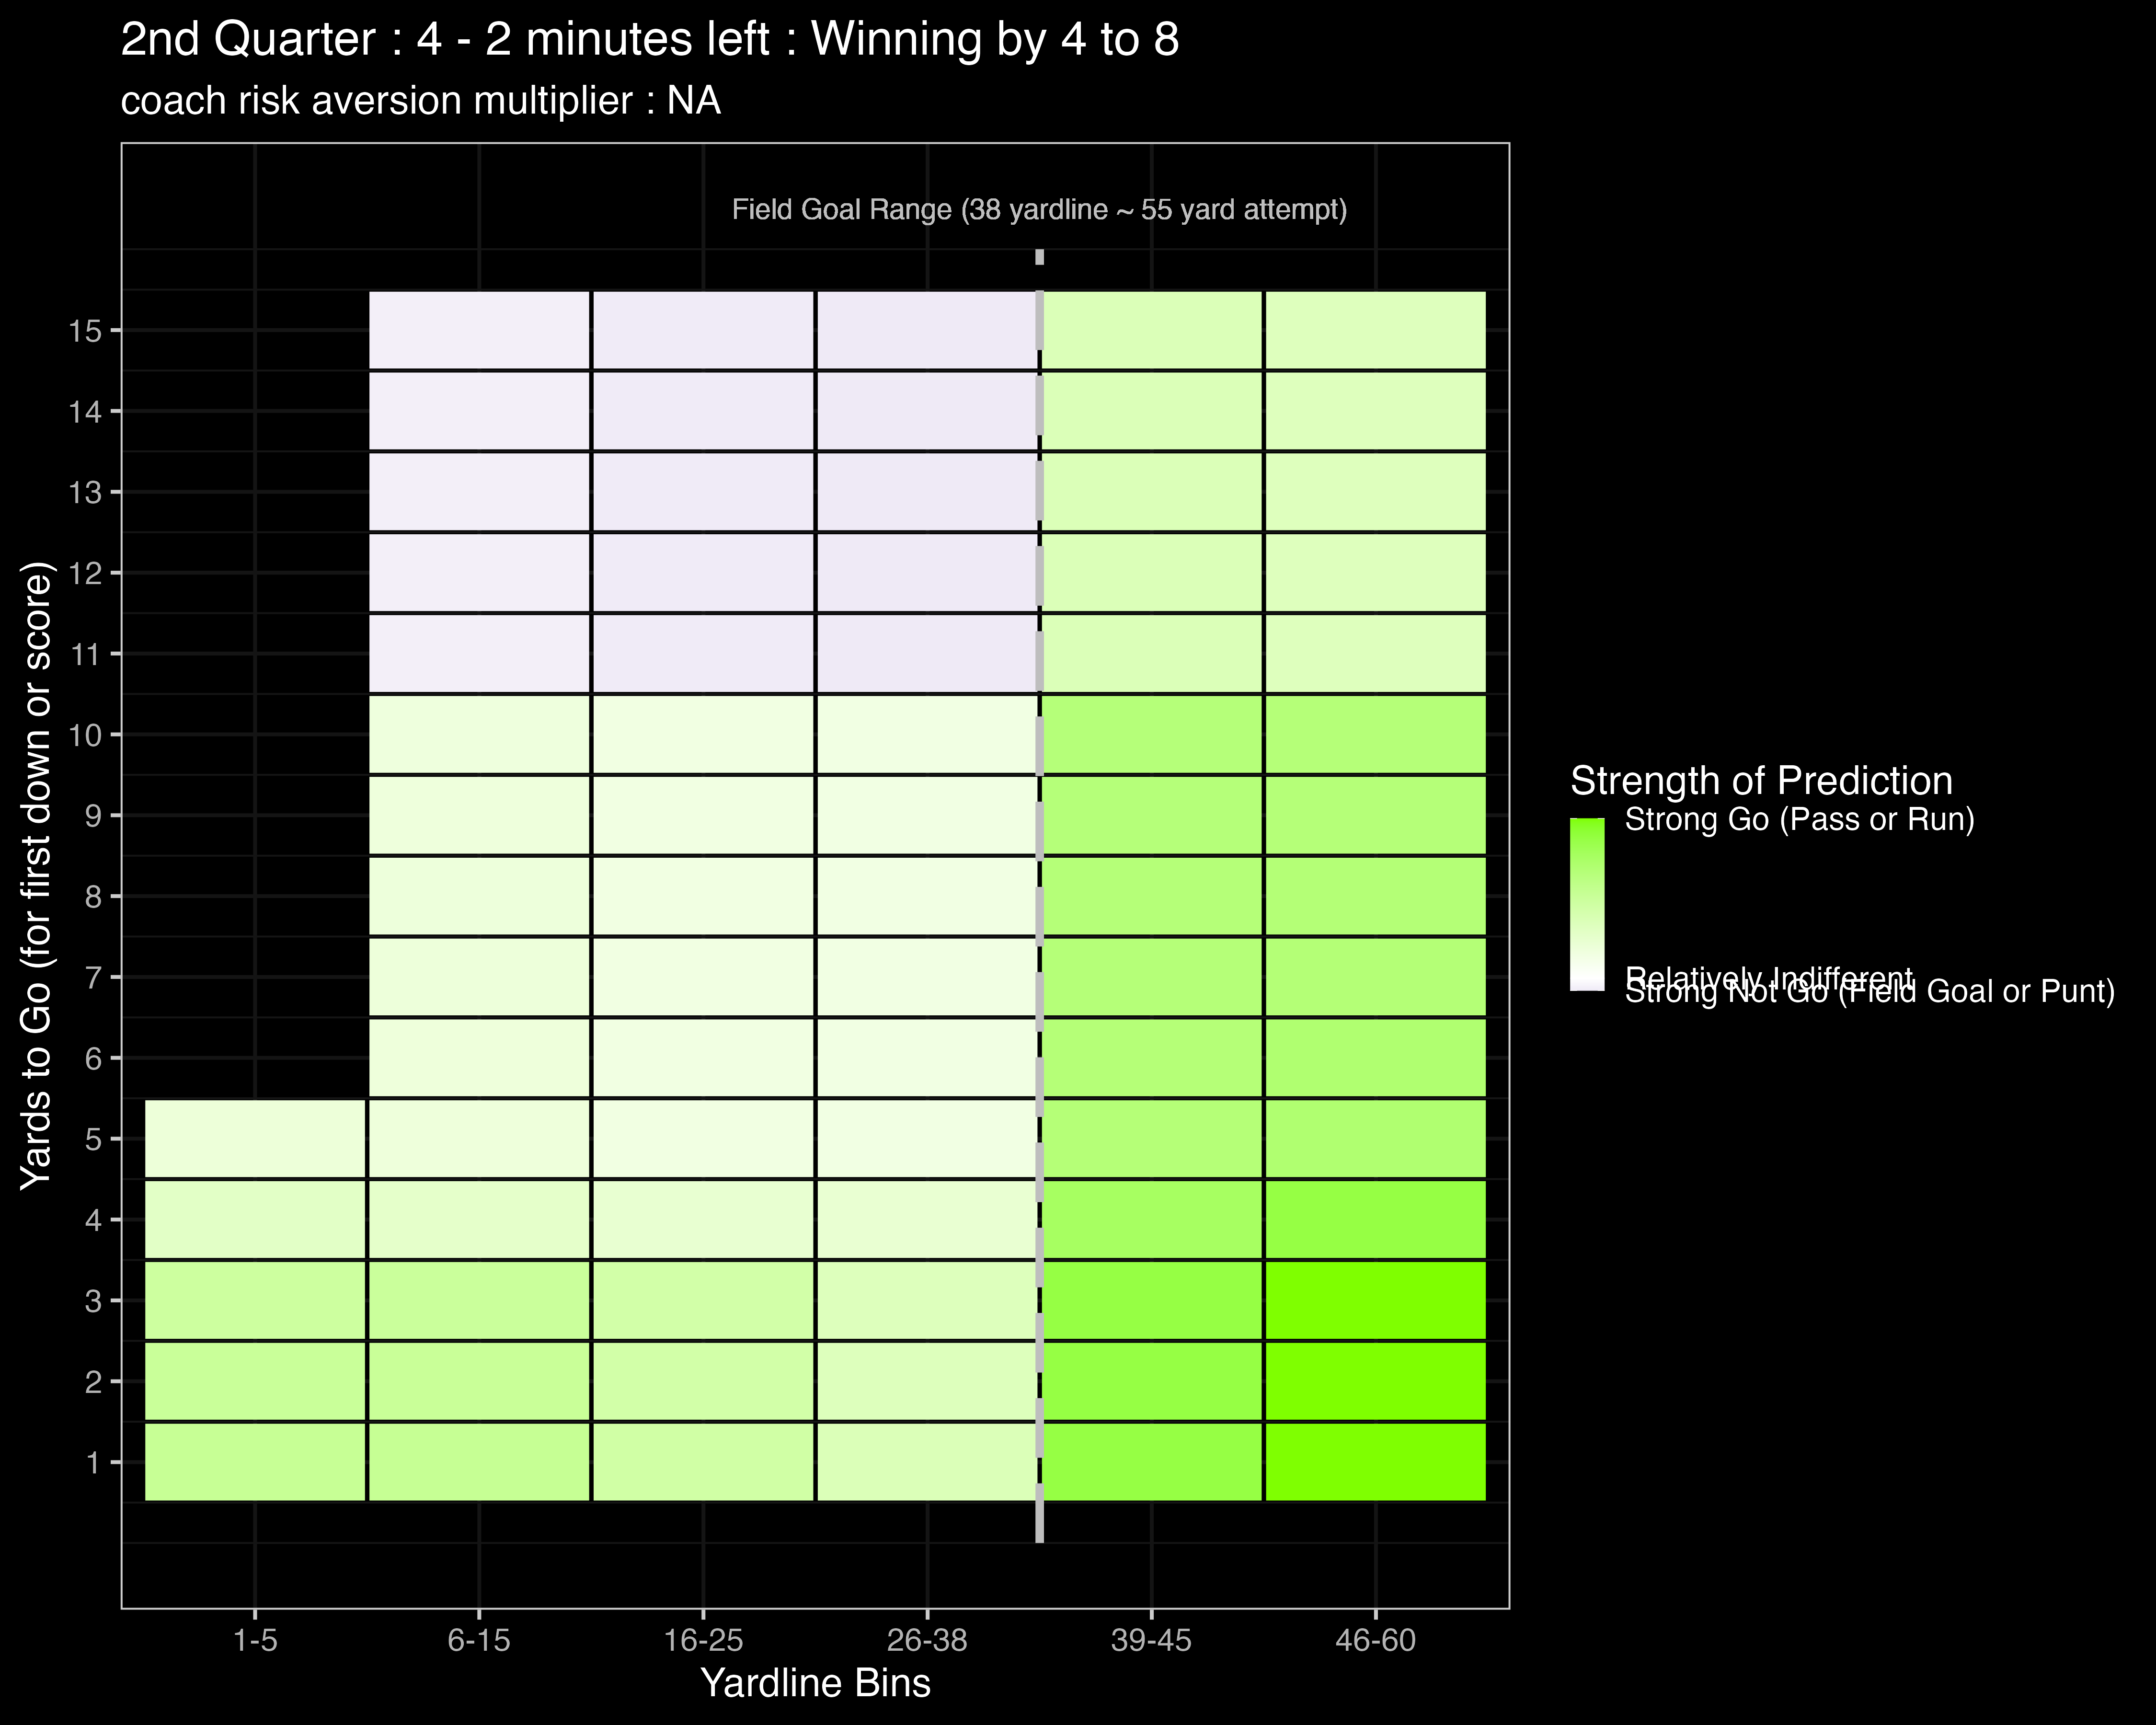 2nd Quarter : 4 - 2 minutes left : Winning by 4 to 8
coach risk aversion multiplier : NA
Field Goal Range (38 yardline ~ 55 yard attempt)
Yards to Go (for first down or score)
15
14
13
12
11
10
9
8
7
6
5
4
3
2
1
1-5
6-15
16-25
26-38
39-45
46-60
Yardline Bins
Strength of Prediction
Strong Go (Pass or Run)
Relatively Indifferent
Strong Not Go (Field Goal or Punt)